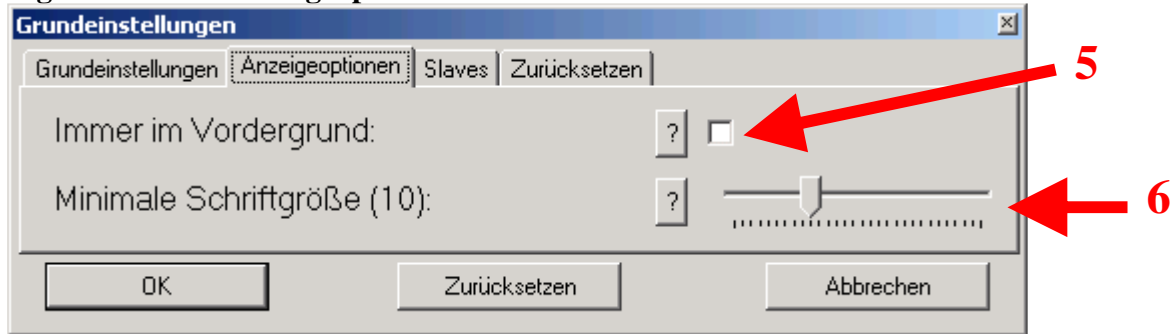 Grundeinstellungen
Grundeinstellungen Anzeigeoptionen Slaves Zurücksetzen
5
Immer im Vordergrund: ?
Minimale Schriftgröße (10): ?
6
OK Zurücksetzen Abbrechen